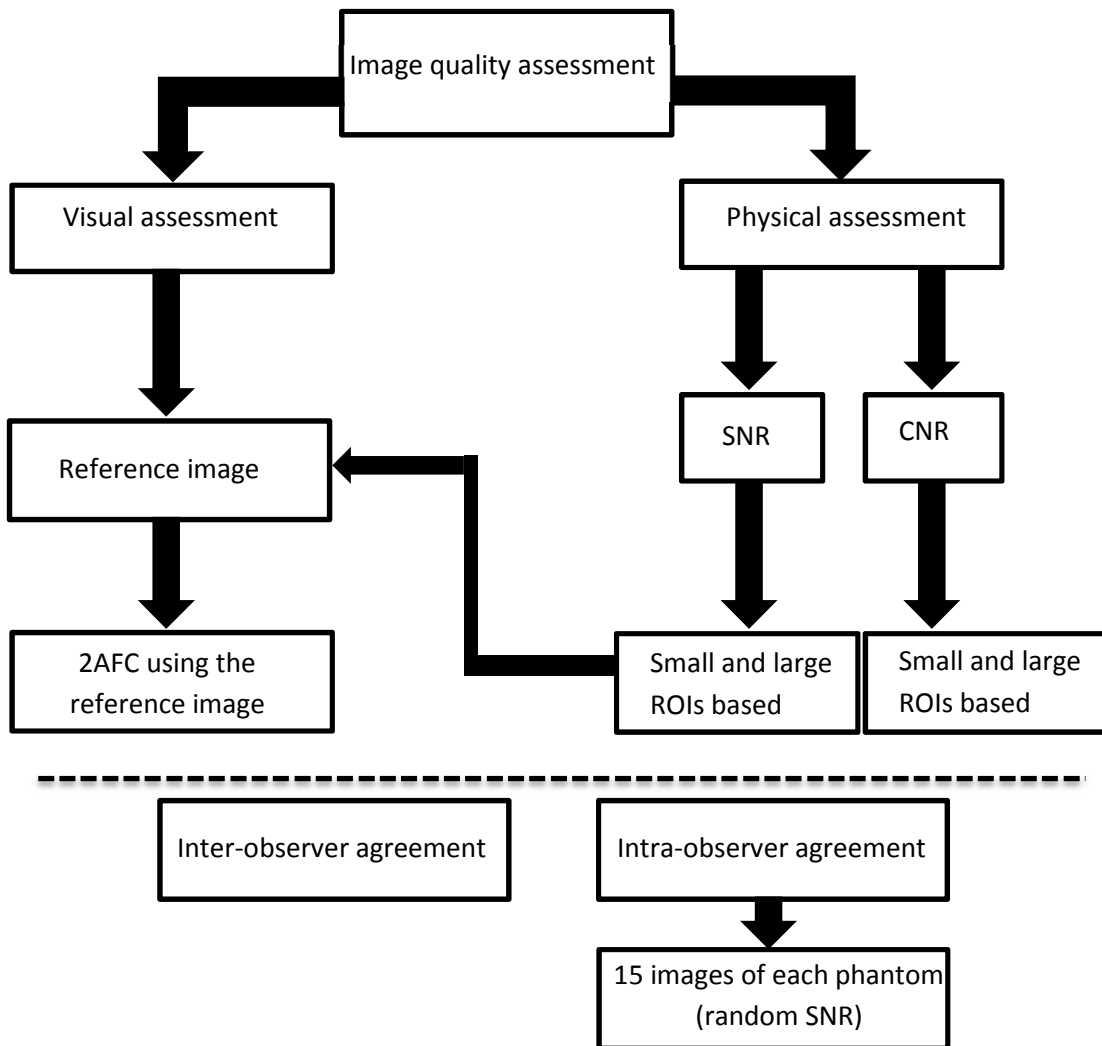 Image quality assessment
Visual assessment
Physical assessment
SNR
CNR
Reference image
2AFC using the
reference image
Small and large
ROIs based
Small and large
ROIs based
Inter-observer agreement
Intra-observer agreement
15 images of each phantom
(random SNR)